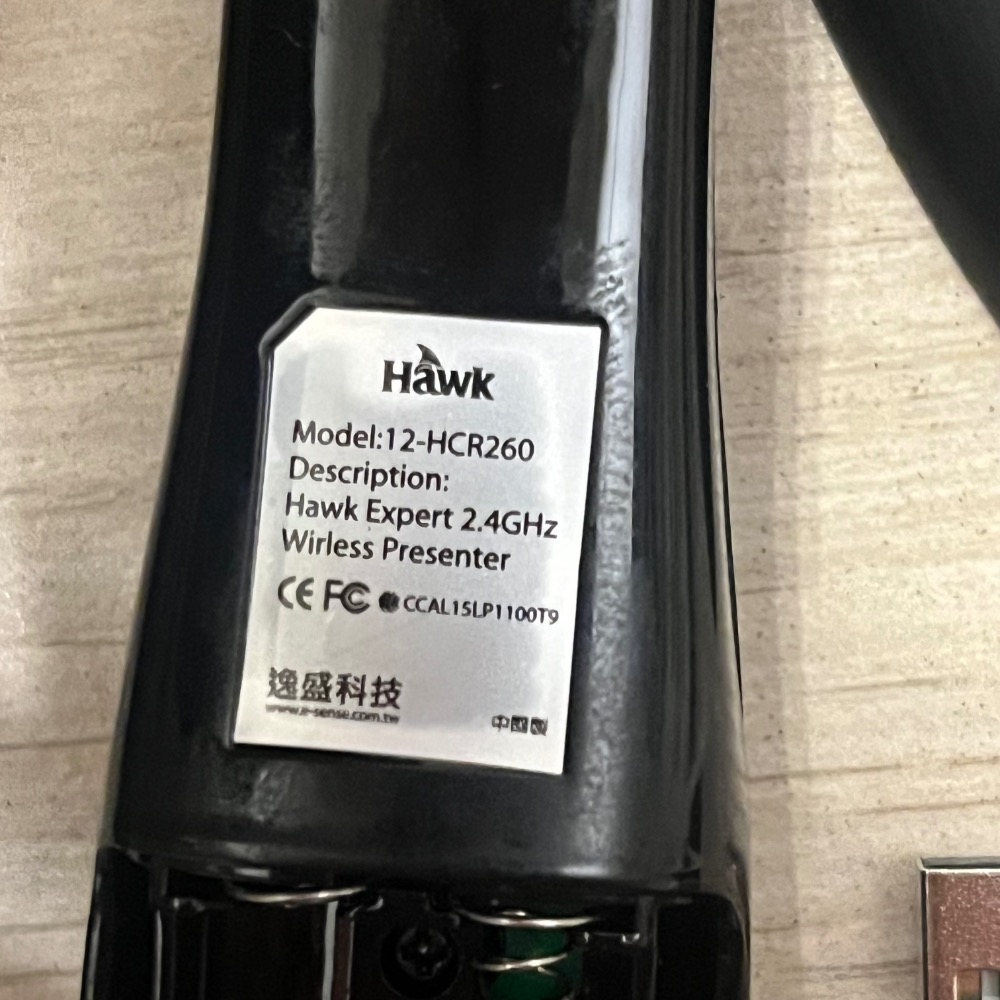 Hawk
Model:12-HCR260
Description:
Hawk Expert 2.4GHz
Wirless Presenter
CE FC CCAL15LP1100T9
逸盛科技
www.e-sense.com.tw
中國製